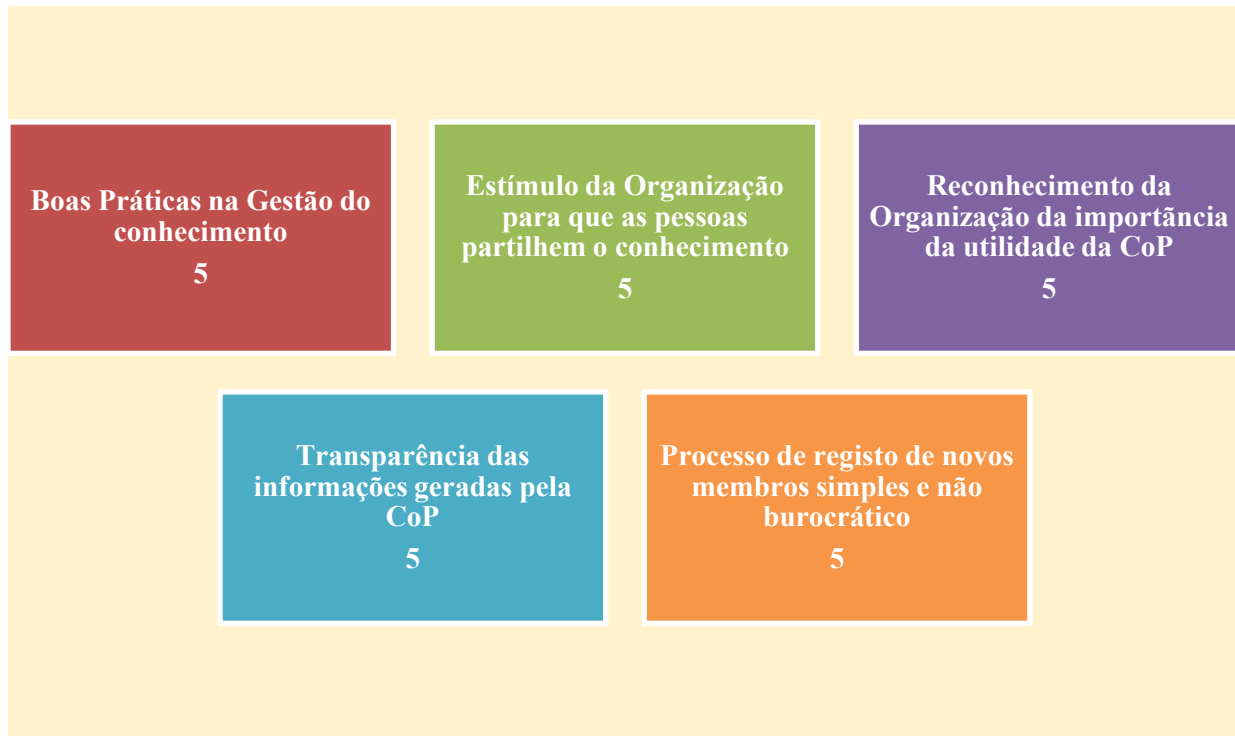 Boas Práticas na Gestão do
conhecimento
5
Estímulo da Organização
para que as pessoas
partilhem o conhecimento
5
Reconhecimento da
Organização da importãncia
da utilidade da CoP
5
Transparência das
informações geradas pela
CoP
5
Processo de registo de novos
membros simples e não
burocrático
5